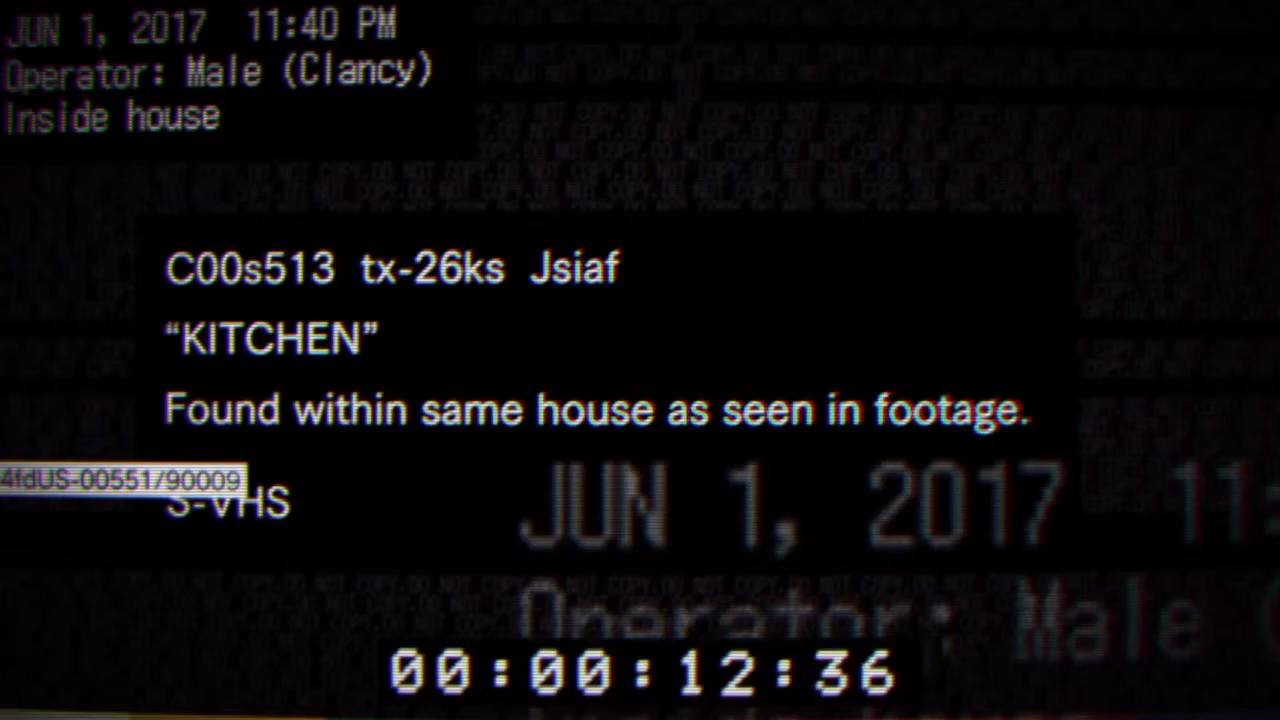 JUN 1, 2017 11:40 PM
Operator: Male (Clancy)
Inside house
C00s513 tx-26ks Jsiaf
“KITCHEN”
Found within same house as seen in footage.
4fdUS-00551/90009
S-VHS
JUN 1, 2017 11:
Operator: Male (
00:00:12:36